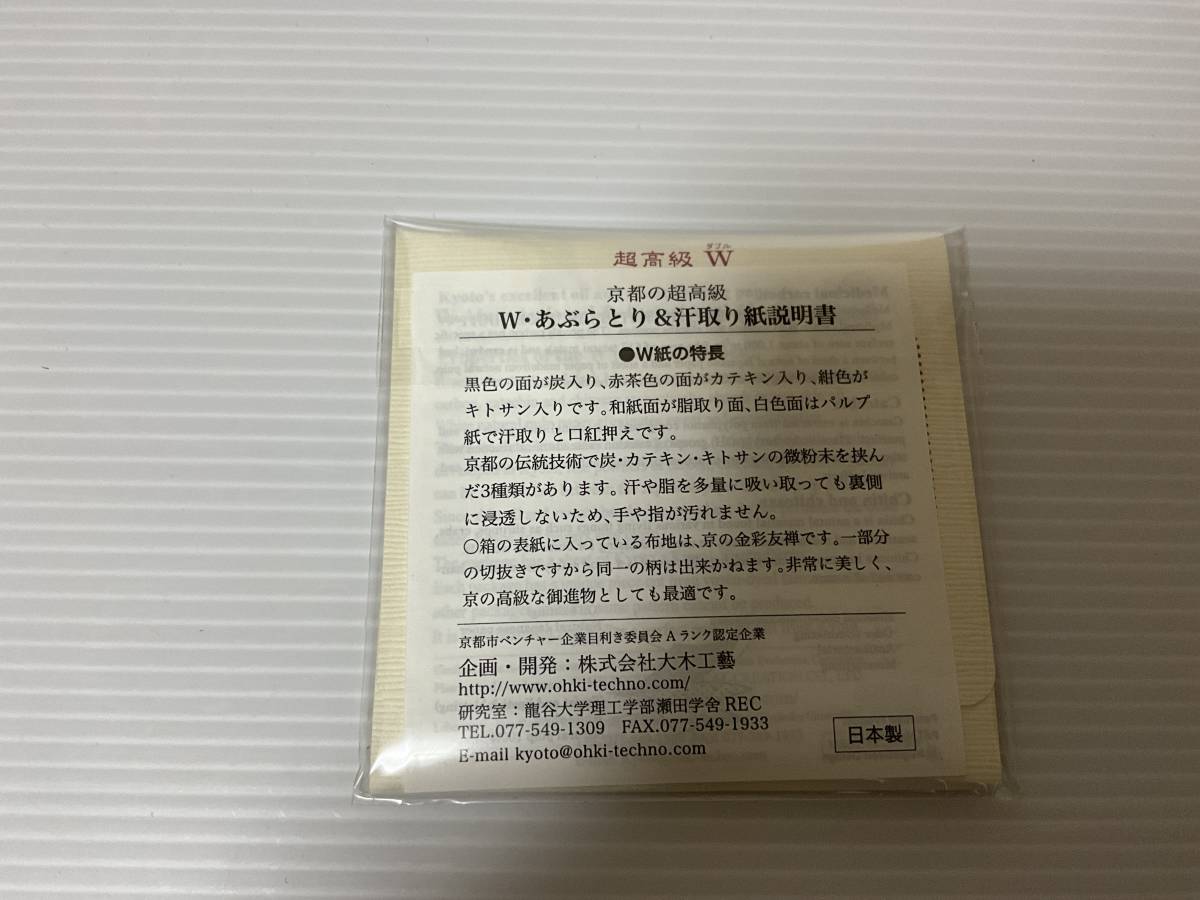 超高級 W
ダブル
京都の超高級
W・あぶらとり&汗取り紙説明書
●W紙の特長
黒色の面が炭入り、赤茶色の面がカテキン入り、紺色が
キトサン入りです。和紙面が脂取り面、白色面はパルプ
紙で汗取りと口紅押えです。
京都の伝統技術で炭・カテキン・キトサンの微粉末を挟ん
だ3種類があります。汗や脂を多量に吸い取っても裏側
に浸透しないため、手や指が汚れません。
○箱の表紙に入っている布地は、京の金彩友禅です。一部分
の切抜きですから同一の柄は出来かねます。非常に美しく、
京の高級な御進物としても最適です。
京都市ベンチャー企業目利き委員会 A ランク認定企業
企画・開発：株式会社大木工藝
http://www.ohki-techno.com/
研究室：龍谷大学理工学部瀬田学舎 REC
TEL.077-549-1309 FAX.077-549-1933
E-mail kyoto@ohki-techno.com
日本製